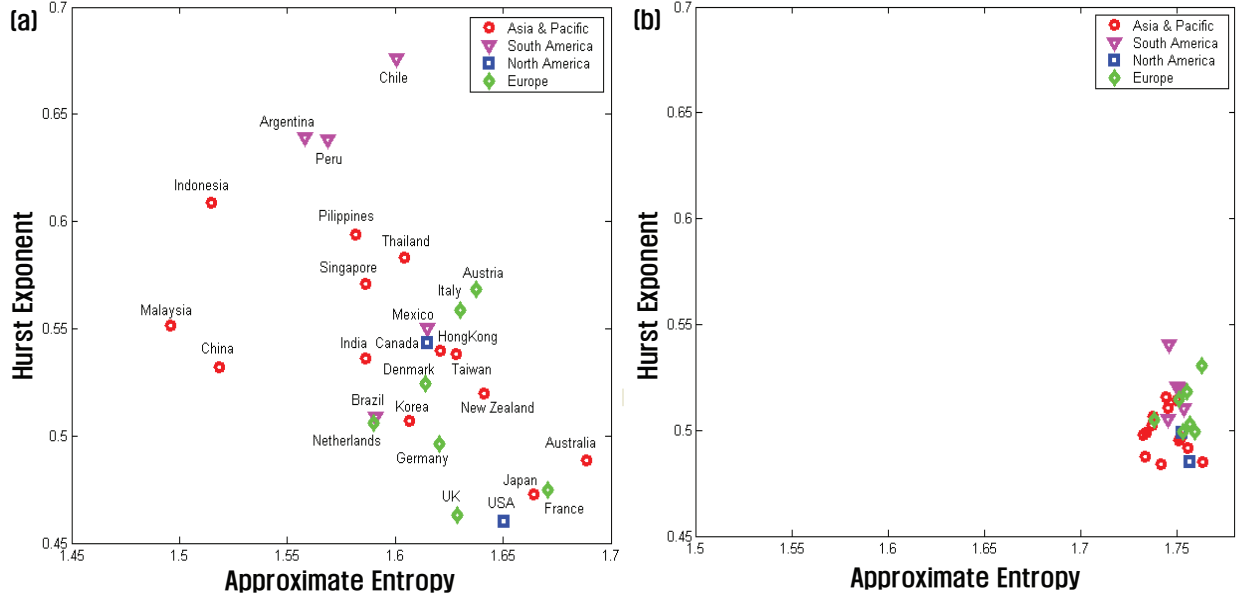 (a)
0.7
0.65
0.6
0.55
0.5
0.45
Hurst Exponent
Asia & Pacific
South America
North America
Europe
Chile
Argentina
Peru
Indonesia
Pilippines
Thailand
Singapore
Austria
Italy
Malaysia
Mexico
China
India
Canada
HongKong
Denmark
Taiwan
Brazil
Korea
New Zealand
Netherlands
Germany
Australia
Japan
UK
USA
France
1.45 1.5 1.55 1.6 1.65 1.7
Approximate Entropy
(b)
0.7
0.65
0.6
0.55
0.5
0.45
Hurst Exponent
Asia & Pacific
South America
North America
Europe
1.5 1.55 1.6 1.65 1.7 1.75
Approximate Entropy